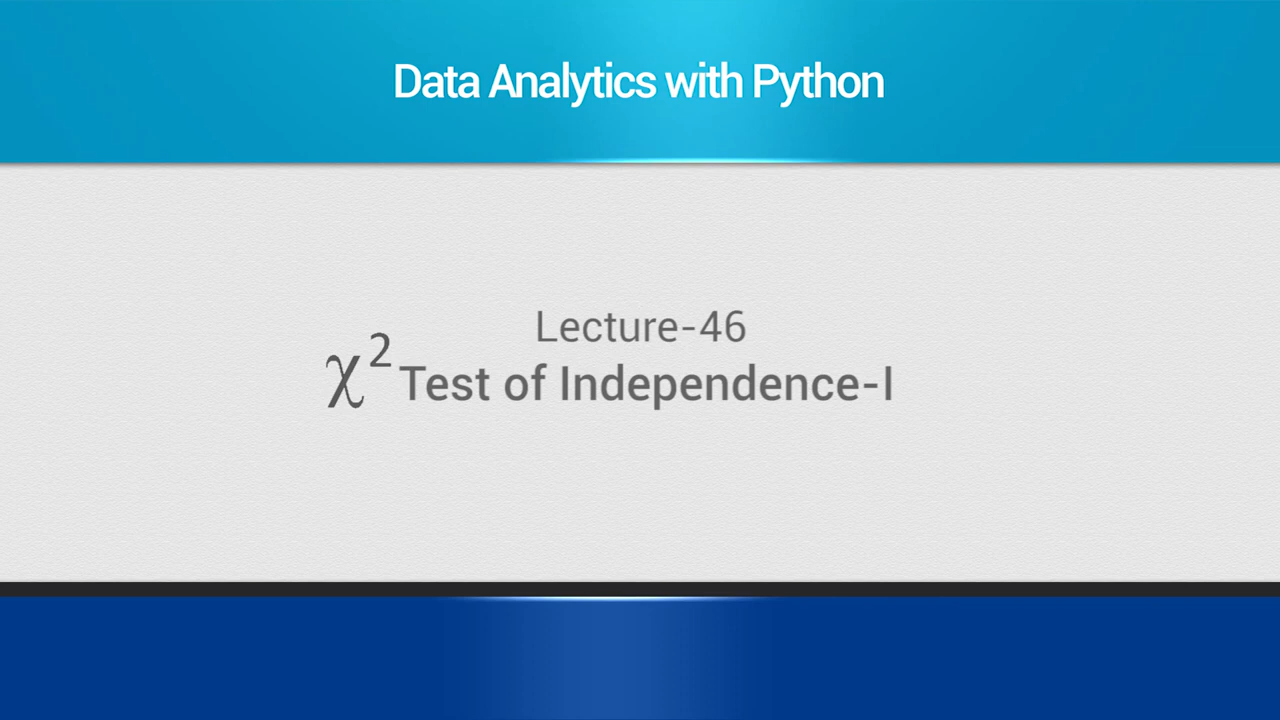 Data Analytics with Python
Lecture-46
χ² Test of Independence-I